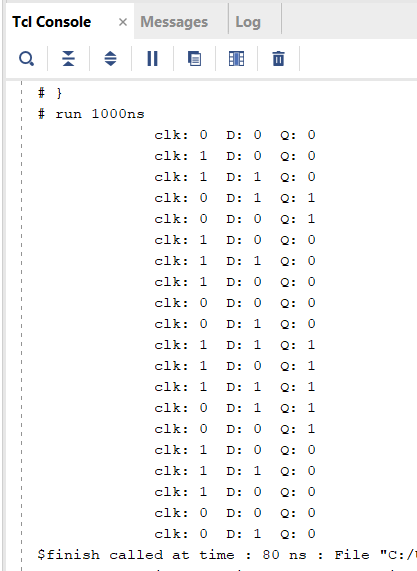 Tcl Console × Messages Log
# }
# run 1000ns
clk: 0 D: 0 Q: 0
clk: 1 D: 0 Q: 0
clk: 1 D: 1 Q: 0
clk: 0 D: 1 Q: 1
clk: 0 D: 0 Q: 1
clk: 1 D: 0 Q: 0
clk: 1 D: 1 Q: 0
clk: 1 D: 0 Q: 0
clk: 0 D: 0 Q: 0
clk: 0 D: 1 Q: 0
clk: 1 D: 1 Q: 1
clk: 1 D: 0 Q: 1
clk: 1 D: 1 Q: 1
clk: 0 D: 1 Q: 1
clk: 0 D: 0 Q: 1
clk: 1 D: 0 Q: 0
clk: 1 D: 1 Q: 0
clk: 1 D: 0 Q: 0
clk: 0 D: 0 Q: 0
clk: 0 D: 1 Q: 0
$finish called at time : 80 ns : File "C:/